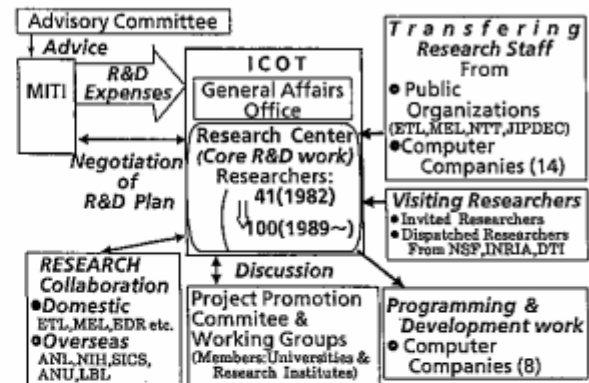 Advisory Committee
Advice
MITI
R&D
Expenses
Negotiation
of
R&D Plan
ICOT
General Affairs
Office
Research Center
(Core R&D work)
Researchers:
41(1982)
100(1989~)
Transferring
Research Staff
From
Public
Organizations
(ETL,MEL,NTT,JIPDEC)
Computer
Companies (14)
Visiting Researchers
Invited Researchers
Dispatched Researchers
From NSF,INRIA,DTI
RESEARCH
Collaboration
Domestic
ETL,MEL,EDR etc.
Overseas
ANL,NIH,SICS,
ANU,LBL
Discussion
Project Promotion
Commitee &
Working Groups
(Members:Universities &
Research Institutes)
Programming &
Development work
Computer
Companies (8)